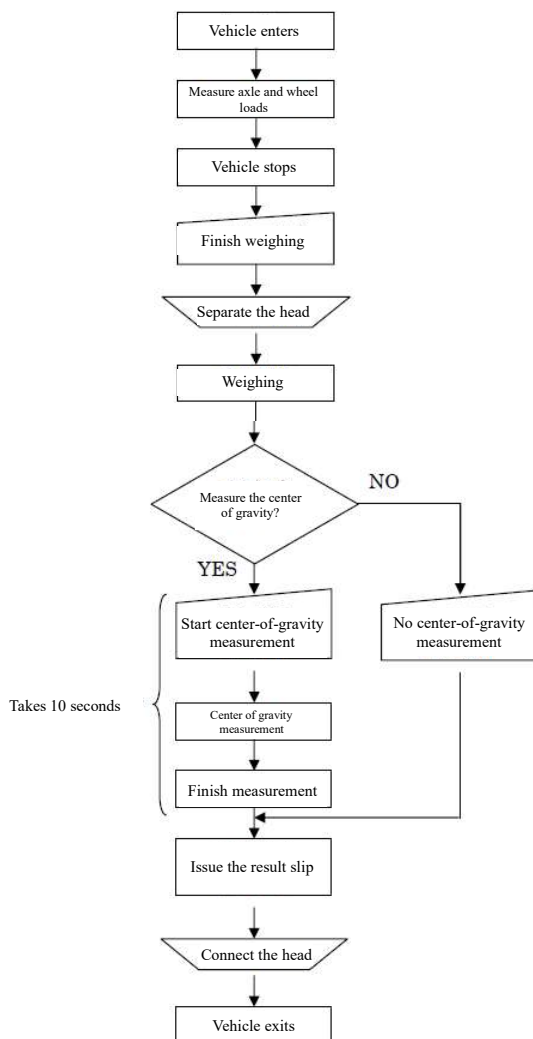 Vehicle enters
Measure axle and wheel
loads
Vehicle stops
Finish weighing
Separate the head
Weighing
Measure the center
of gravity?
NO
YES
Start center-of-gravity
measurement
No center-of-gravity
measurement
Takes 10 seconds
Center of gravity
measurement
Finish measurement
Issue the result slip
Connect the head
Vehicle exits